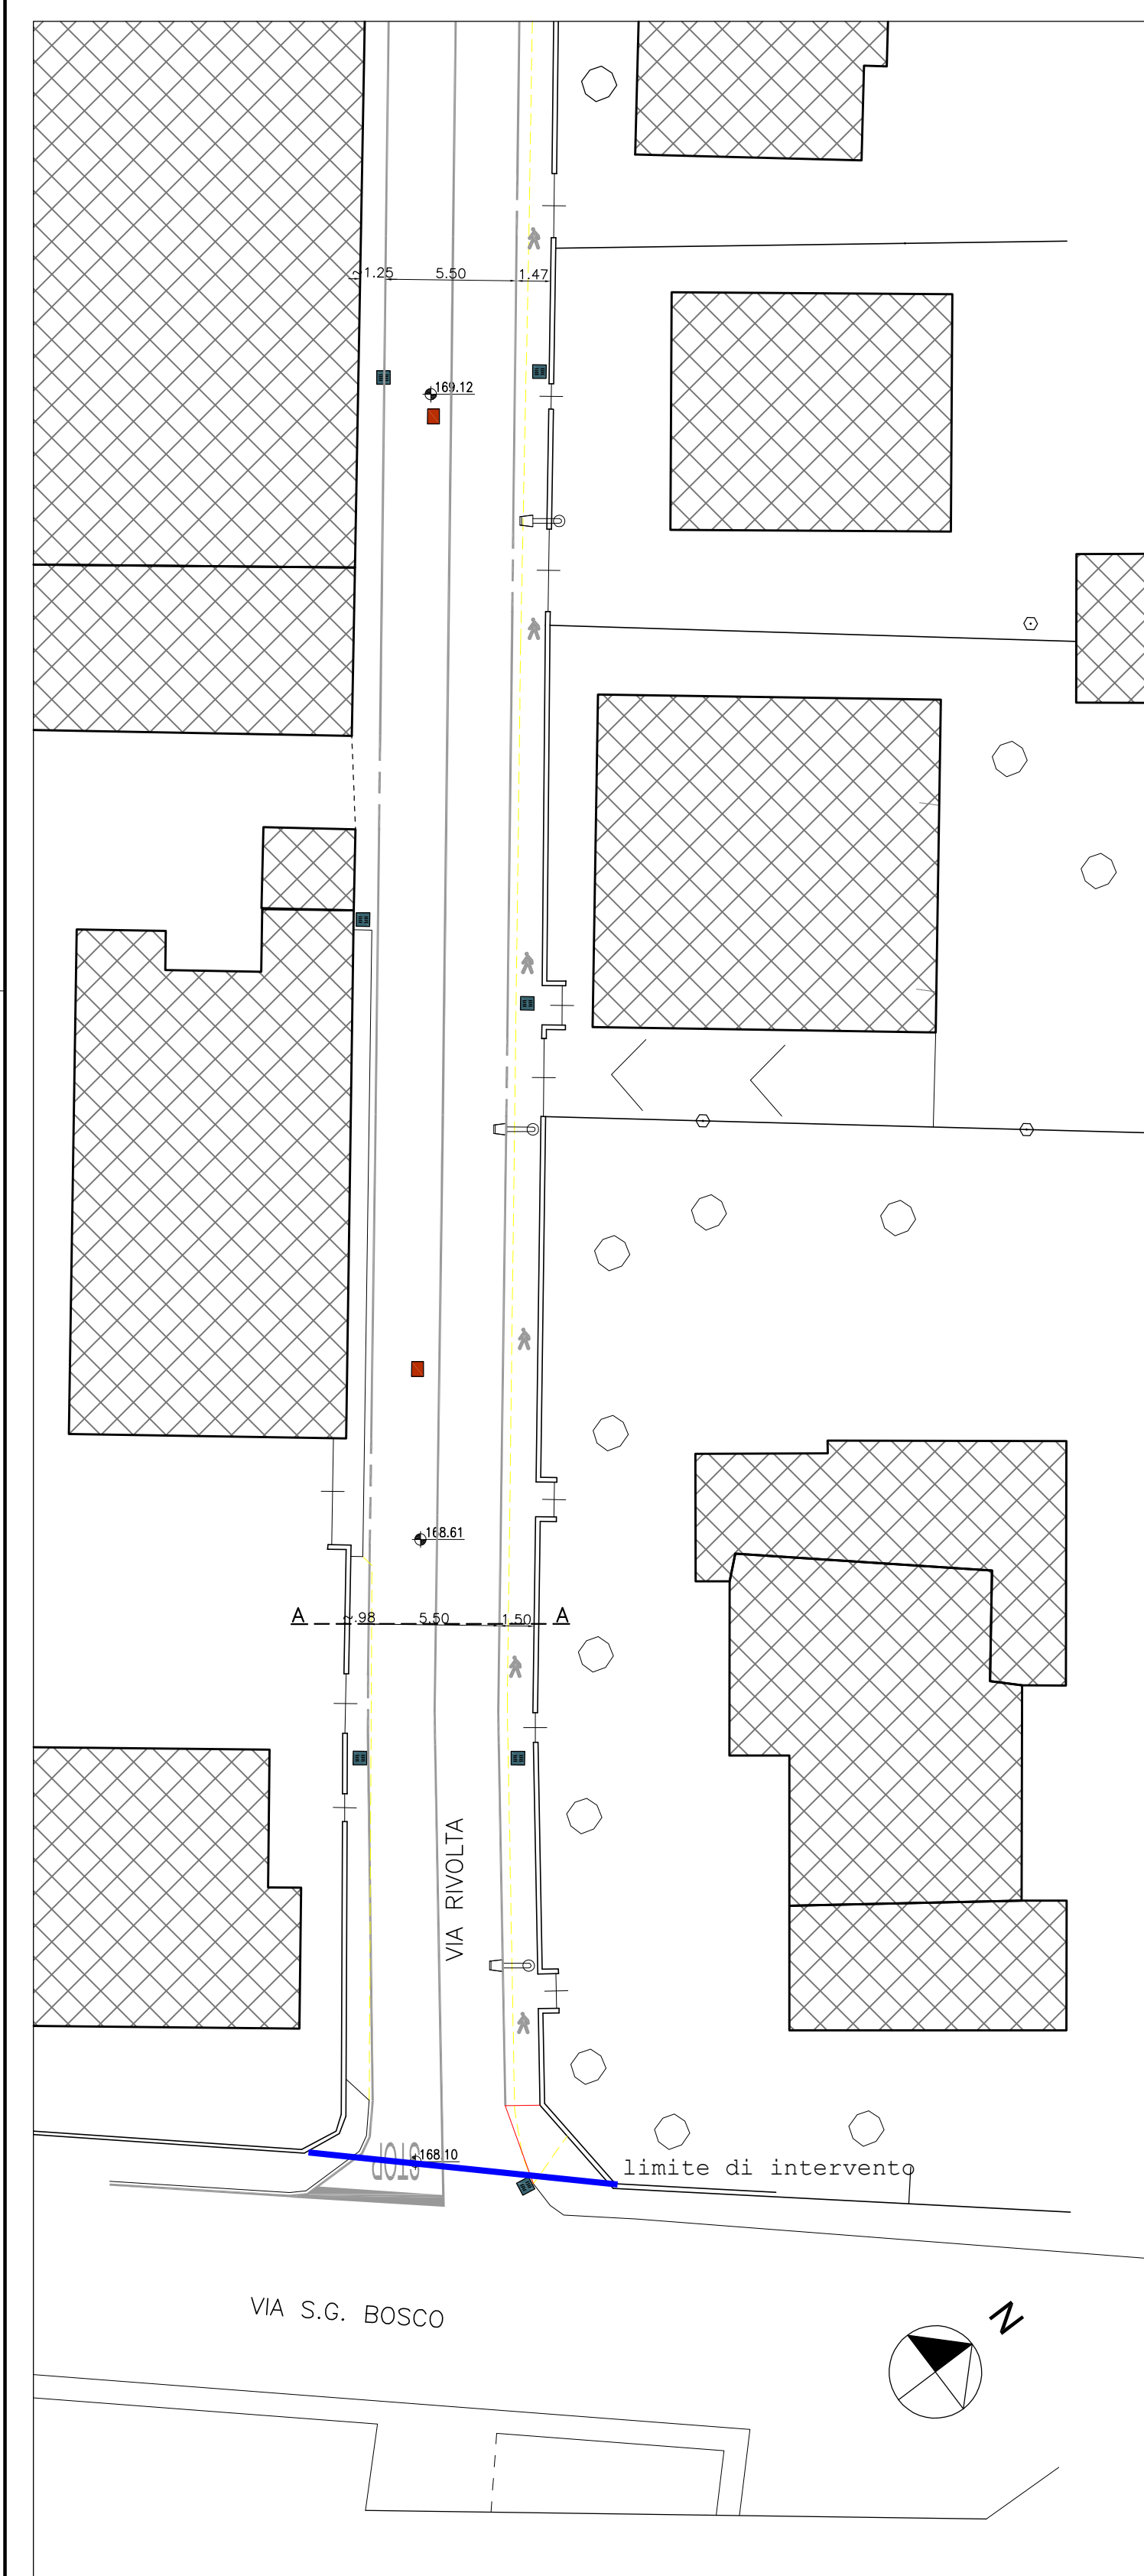 ~1.25 5.50 1.47
169.12
168.61
A ~.98 5.50 1.50 A
VIA RIVOLTA
STOP
168.10
limite di intervento
VIA S.G. BOSCO
N